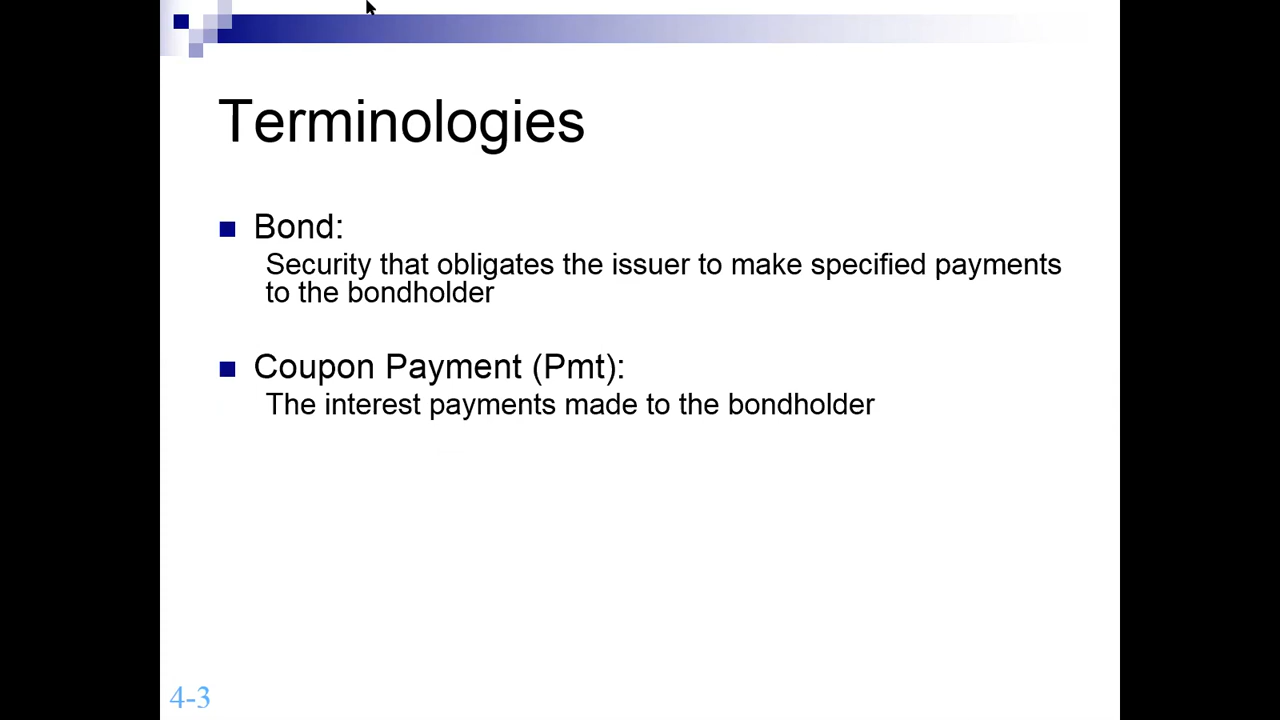 Terminologies
Bond:
Security that obligates the issuer to make specified payments
to the bondholder
Coupon Payment (Pmt):
The interest payments made to the bondholder
4-3